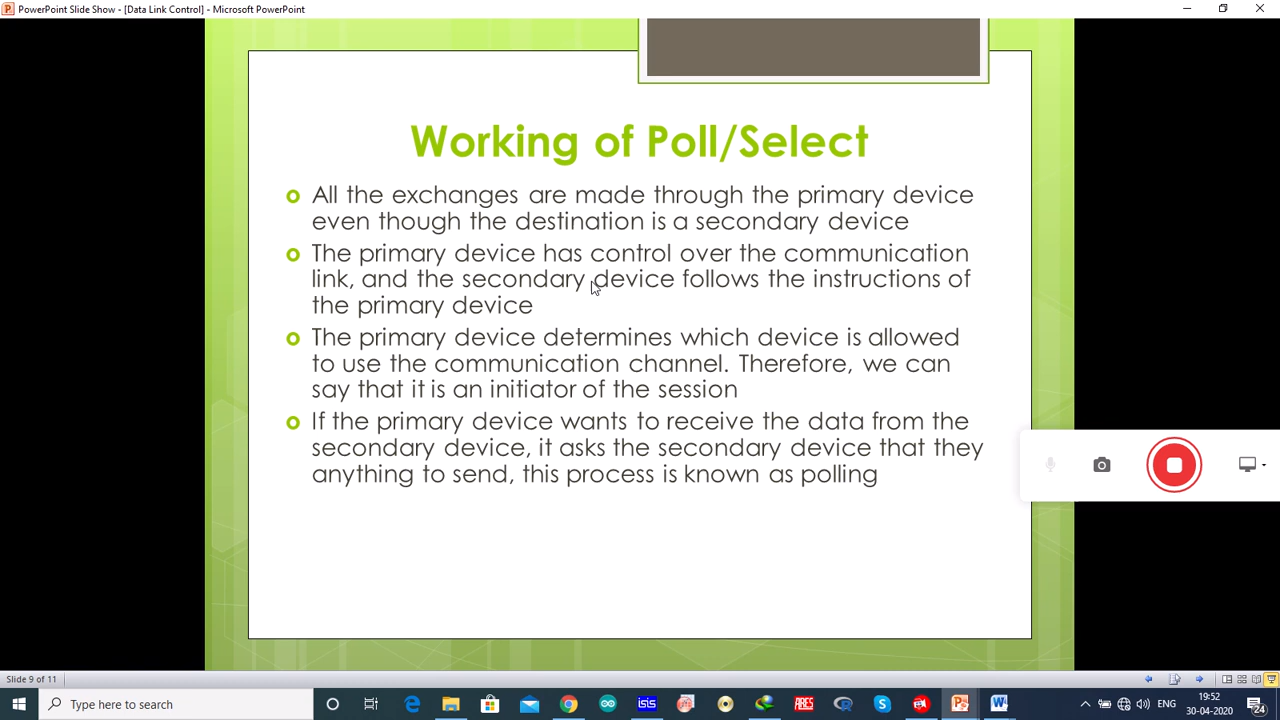 PowerPoint Slide Show - [Data Link Control] - Microsoft PowerPoint
Working of Poll/Select
All the exchanges are made through the primary device
even though the destination is a secondary device
The primary device has control over the communication
link, and the secondary device follows the instructions of
the primary device
The primary device determines which device is allowed
to use the communication channel. Therefore, we can
say that it is an initiator of the session
If the primary device wants to receive the data from the
secondary device, it asks the secondary device that they
anything to send, this process is known as polling
Slide 9 of 11
Type here to search
isis
ARES
ENG
19:52
30-04-2020
24